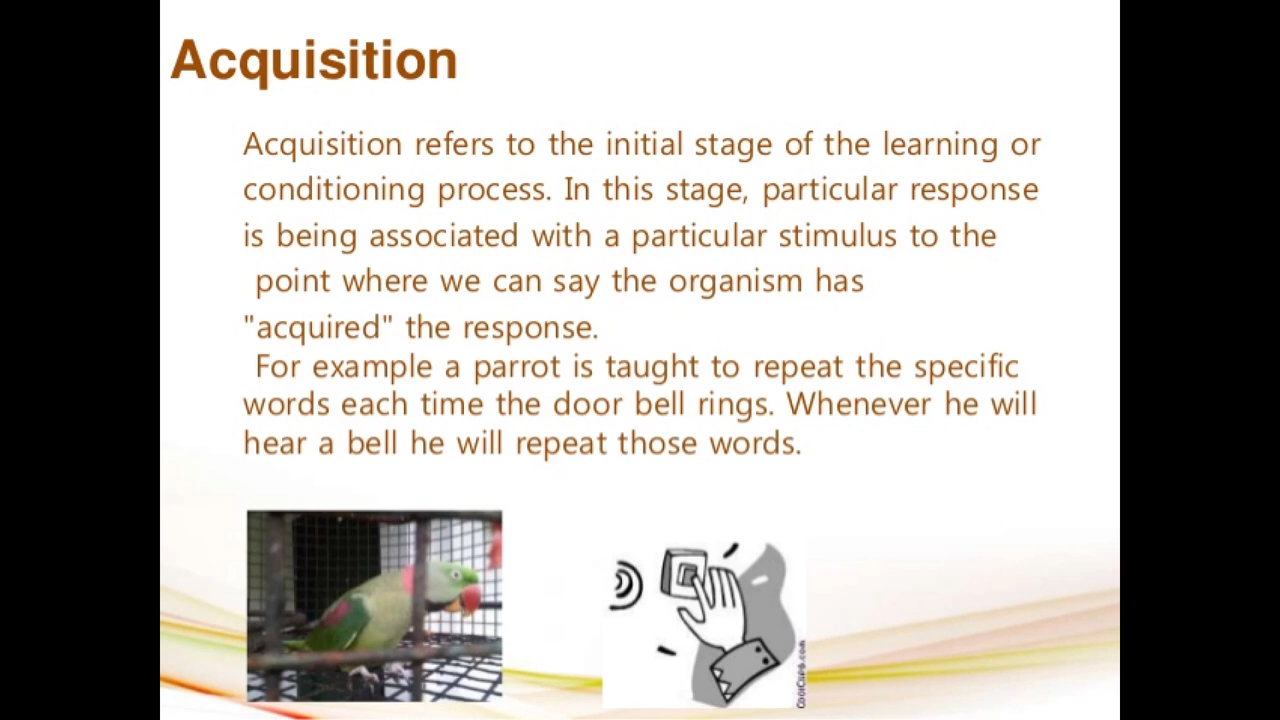 Acquisition
Acquisition refers to the initial stage of the learning or
conditioning process. In this stage, particular response
is being associated with a particular stimulus to the
point where we can say the organism has
"acquired" the response.
For example a parrot is taught to repeat the specific
words each time the door bell rings. Whenever he will
hear a bell he will repeat those words.
CoolClips.com